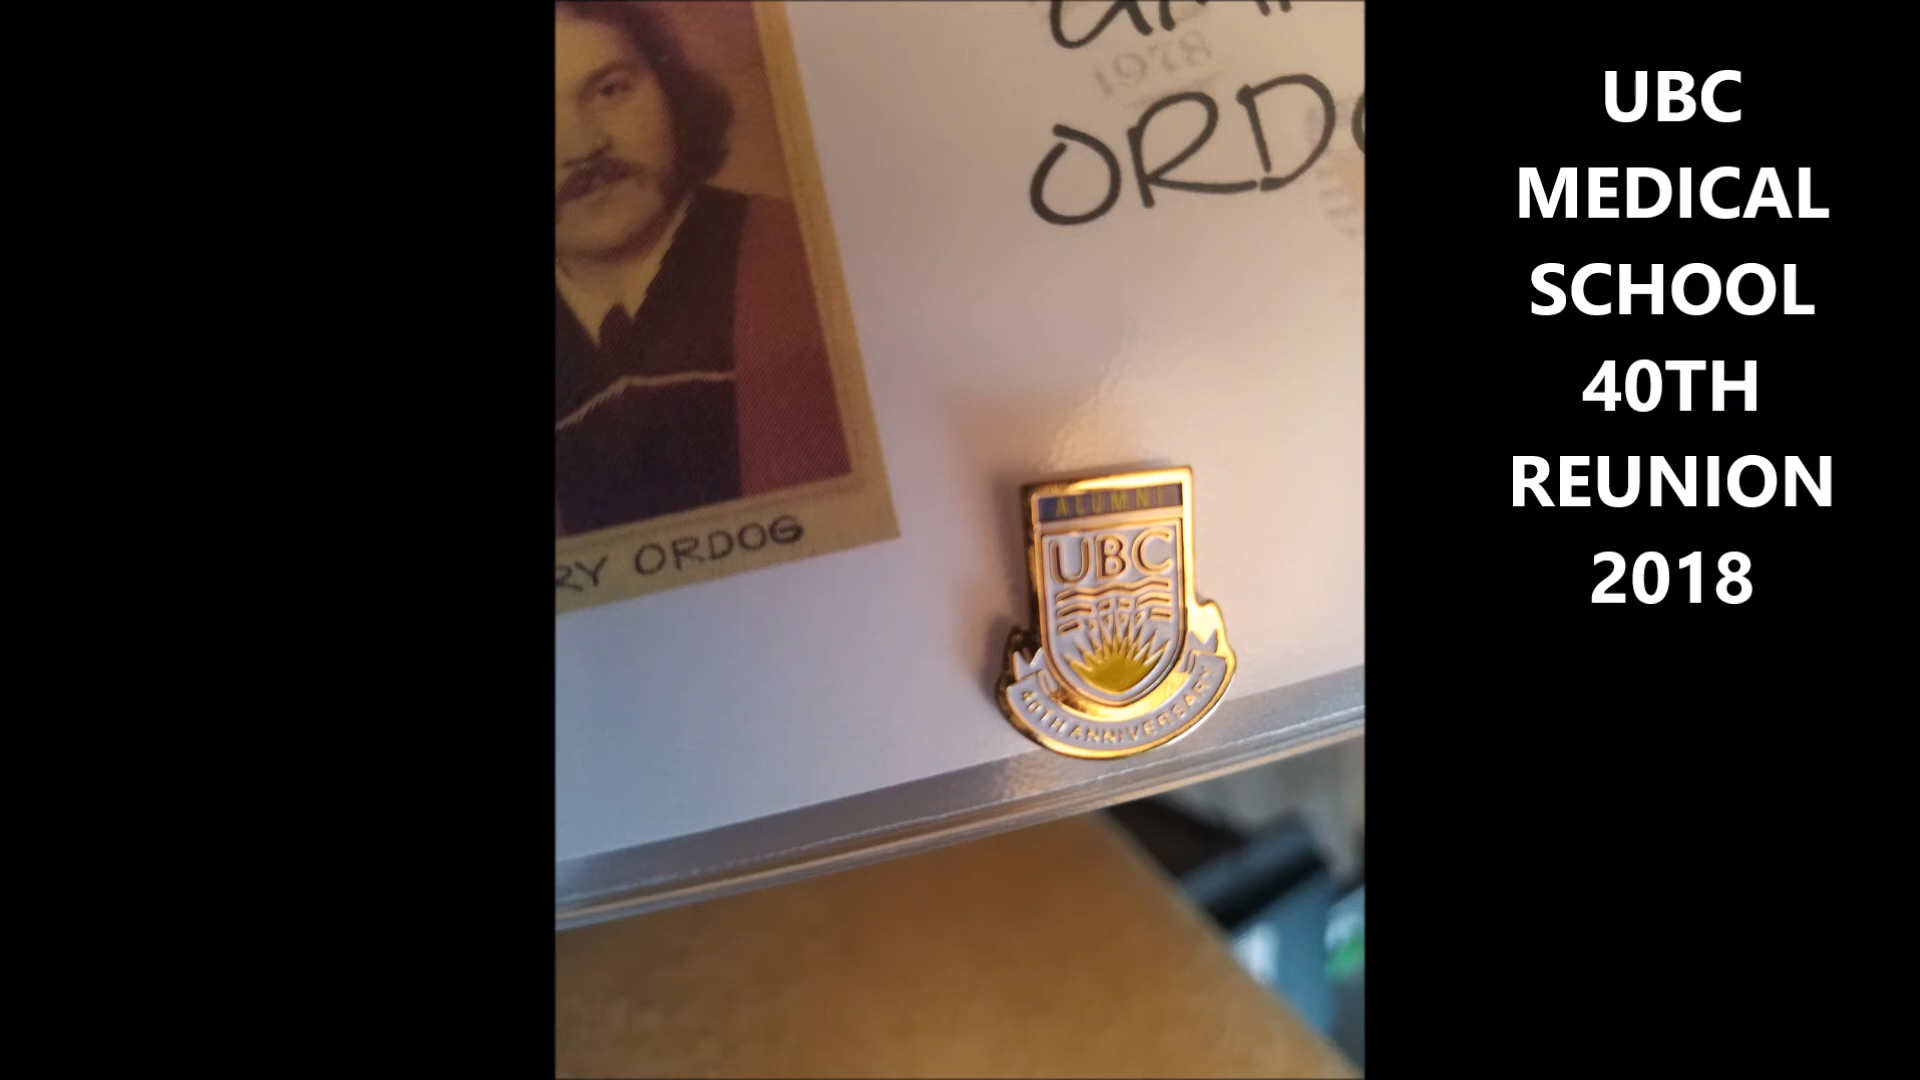 1978
ORD
RY ORDOG
ALUMNI
UBC
40TH ANNIVERSARY
UBC
MEDICAL
SCHOOL
40TH
REUNION
2018